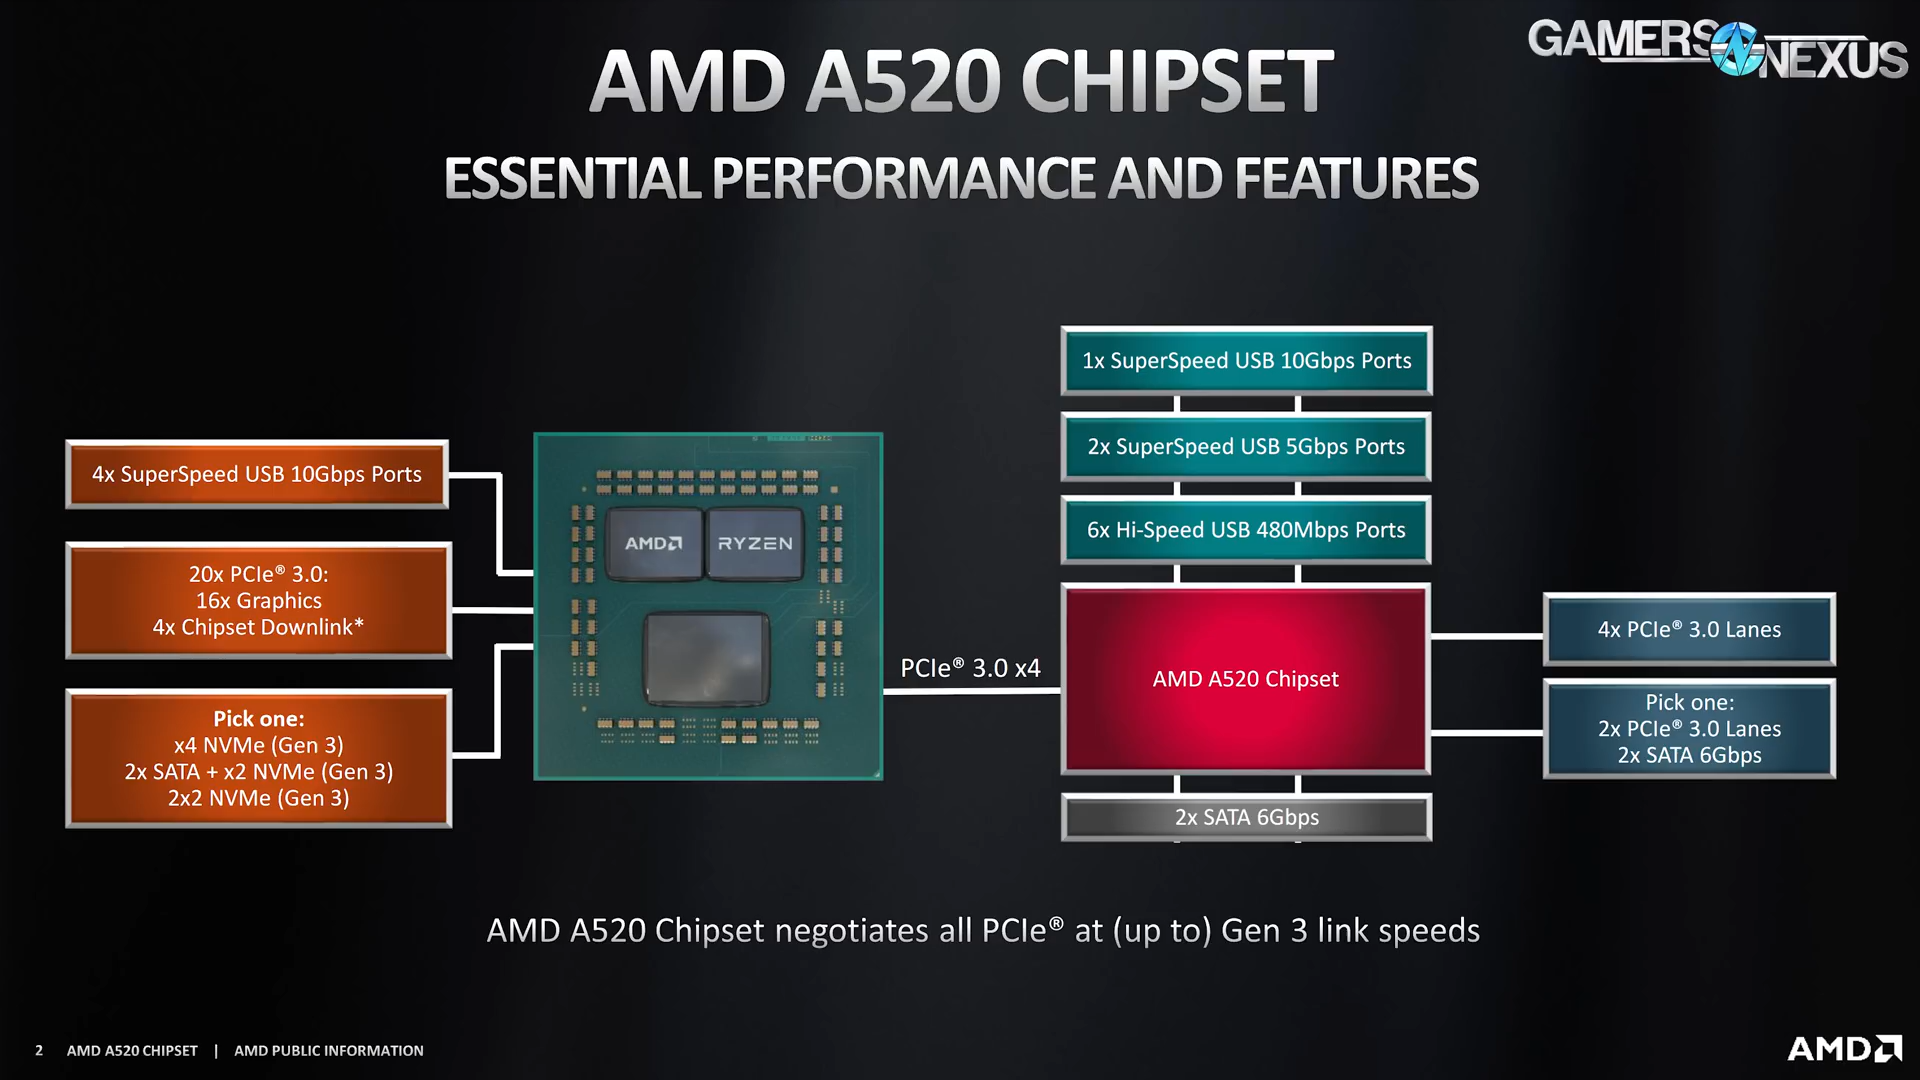 GAMERS NEXUS
AMD A520 CHIPSET
ESSENTIAL PERFORMANCE AND FEATURES
4x SuperSpeed USB 10Gbps Ports
20x PCIe® 3.0:
16x Graphics
4x Chipset Downlink*
Pick one:
x4 NVMe (Gen 3)
2x SATA + x2 NVMe (Gen 3)
2x2 NVMe (Gen 3)
AMD
RYZEN
PCIe® 3.0 x4
1x SuperSpeed USB 10Gbps Ports
2x SuperSpeed USB 5Gbps Ports
6x Hi-Speed USB 480Mbps Ports
AMD A520 Chipset
2x SATA 6Gbps
4x PCIe® 3.0 Lanes
Pick one:
2x PCIe® 3.0 Lanes
2x SATA 6Gbps
AMD A520 Chipset negotiates all PCIe® at (up to) Gen 3 link speeds
2 AMD A520 CHIPSET | AMD PUBLIC INFORMATION
AMD